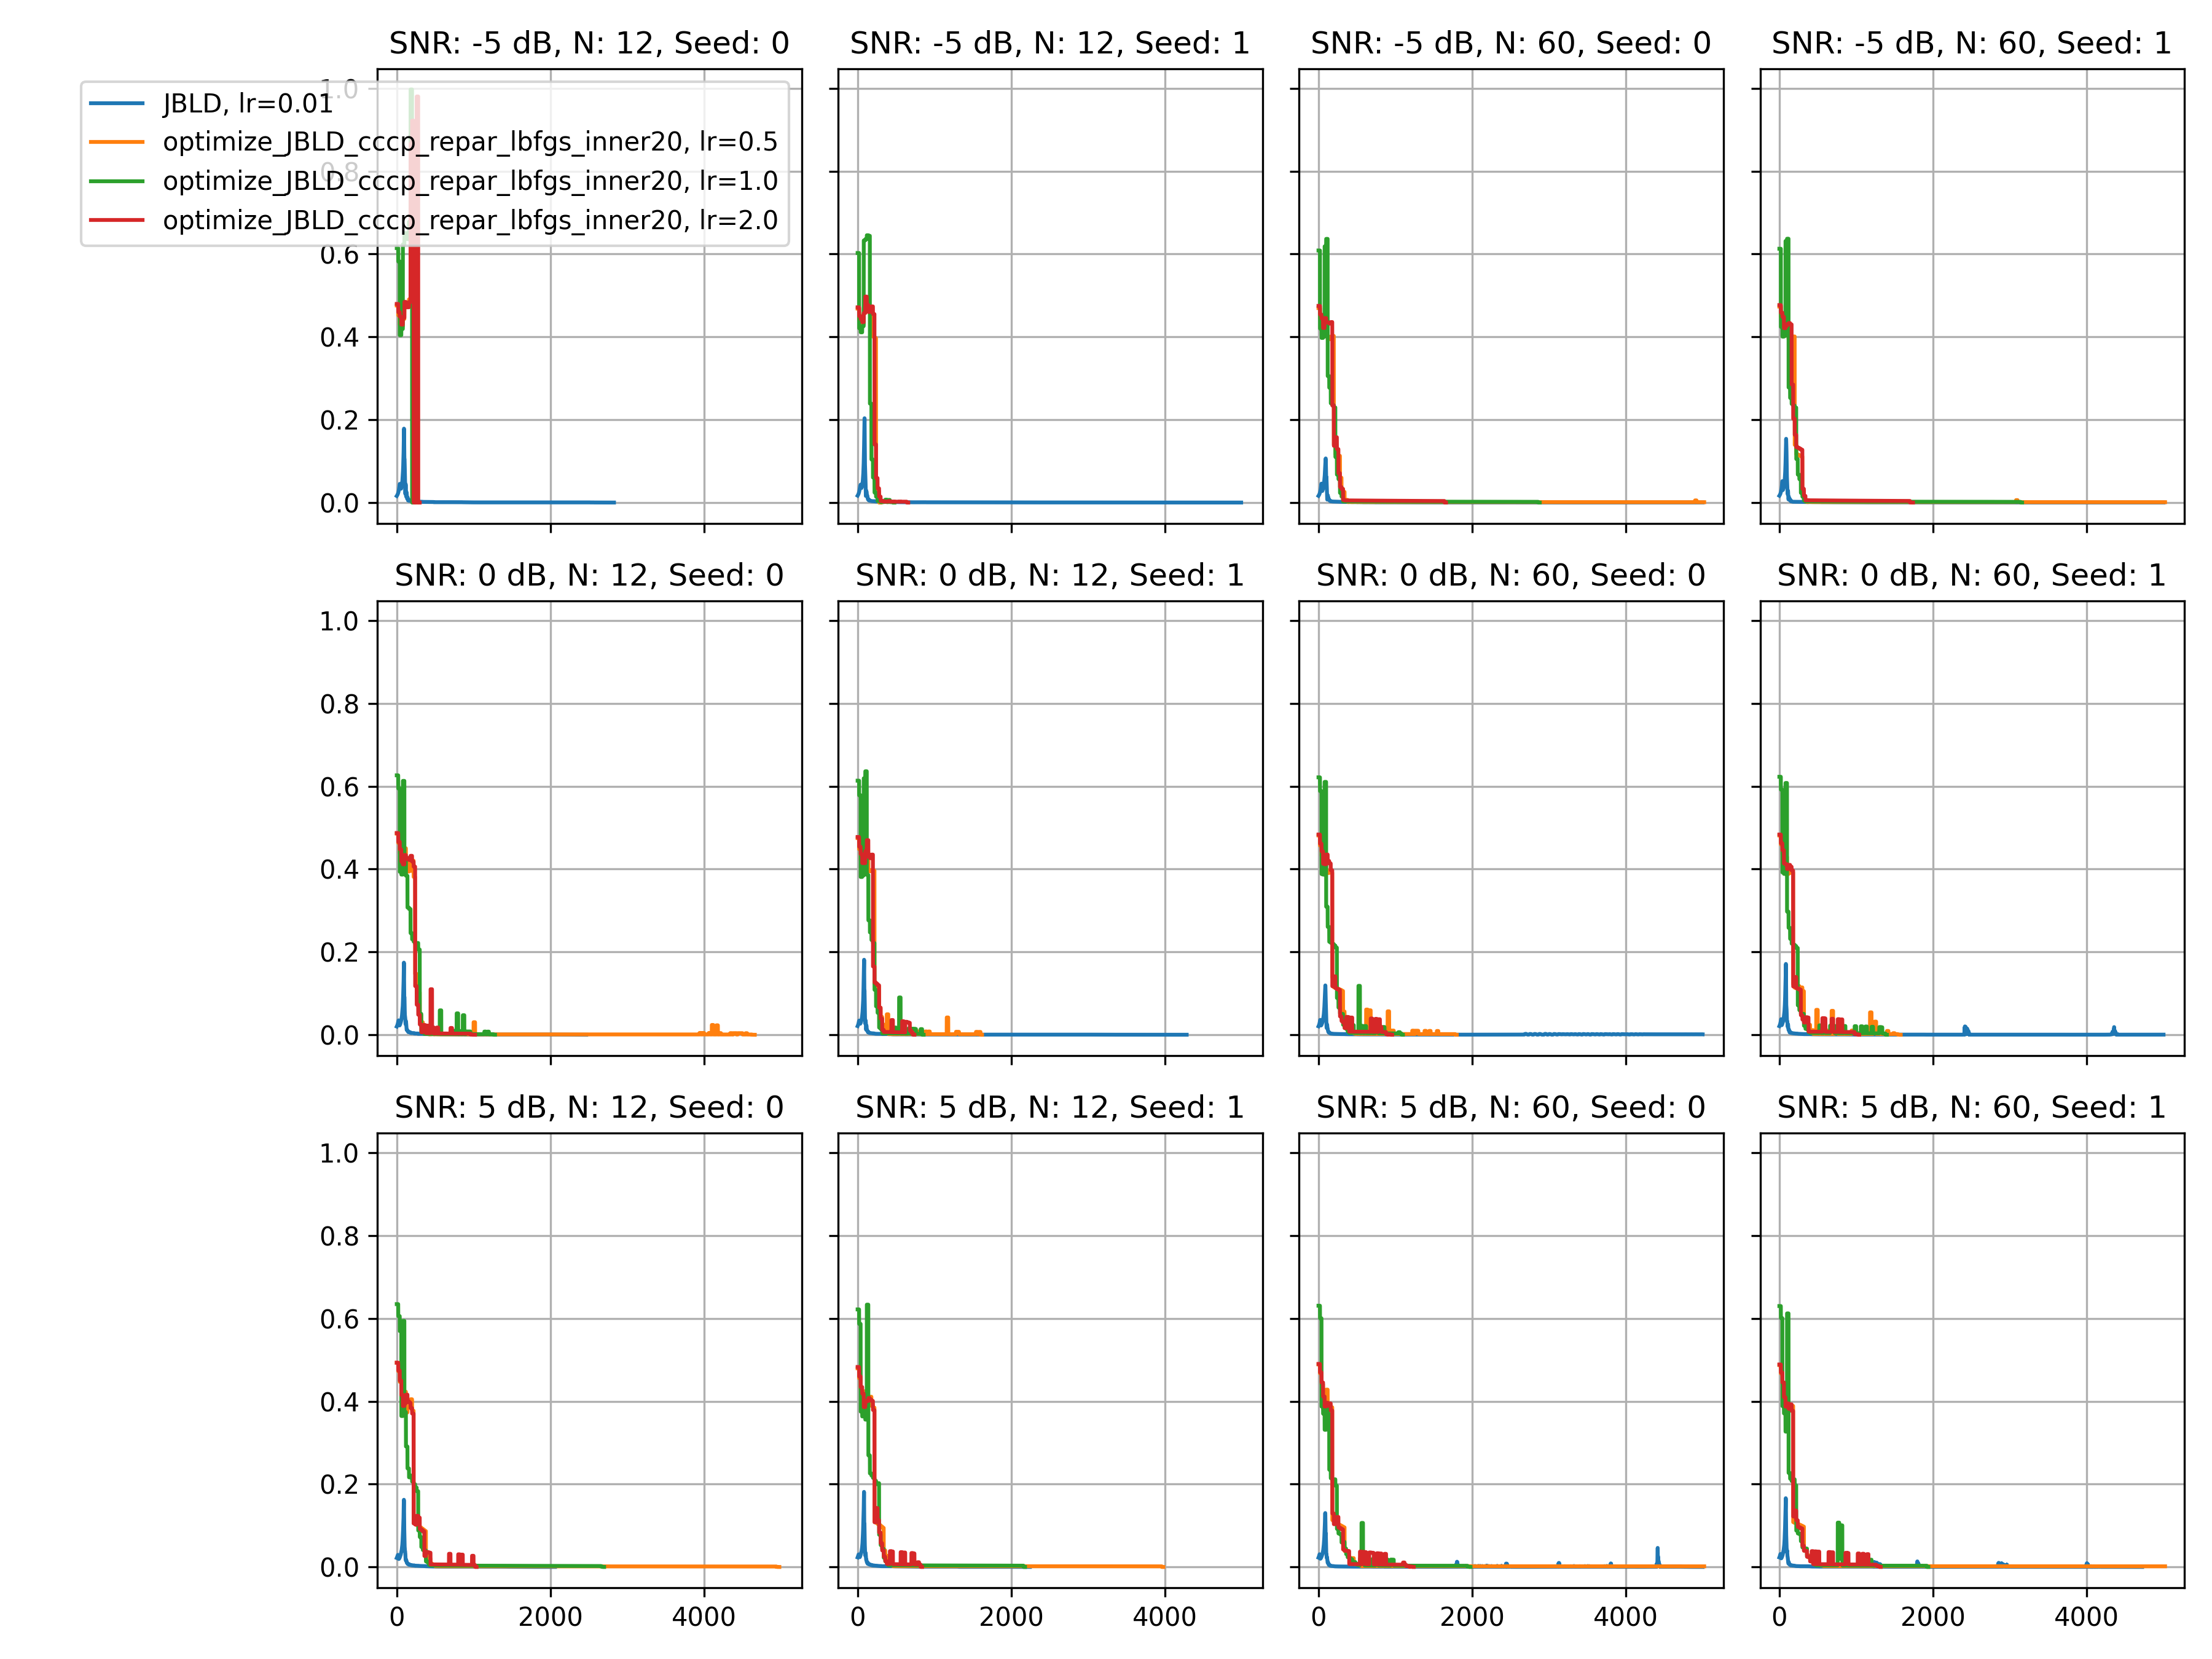 SNR: -5 dB, N: 12, Seed: 0
SNR: -5 dB, N: 12, Seed: 1
SNR: -5 dB, N: 60, Seed: 0
SNR: -5 dB, N: 60, Seed: 1
JBLD, lr=0.01
optimize_JBLD_cccp_repar_lbfgs_inner20, lr=0.5
optimize_JBLD_cccp_repar_lbfgs_inner20, lr=1.0
optimize_JBLD_cccp_repar_lbfgs_inner20, lr=2.0
1.0
0.8
0.6
0.4
0.2
0.0
SNR: 0 dB, N: 12, Seed: 0
SNR: 0 dB, N: 12, Seed: 1
SNR: 0 dB, N: 60, Seed: 0
SNR: 0 dB, N: 60, Seed: 1
1.0
0.8
0.6
0.4
0.2
0.0
SNR: 5 dB, N: 12, Seed: 0
SNR: 5 dB, N: 12, Seed: 1
SNR: 5 dB, N: 60, Seed: 0
SNR: 5 dB, N: 60, Seed: 1
1.0
0.8
0.6
0.4
0.2
0.0
0 2000 4000
0 2000 4000
0 2000 4000
0 2000 4000